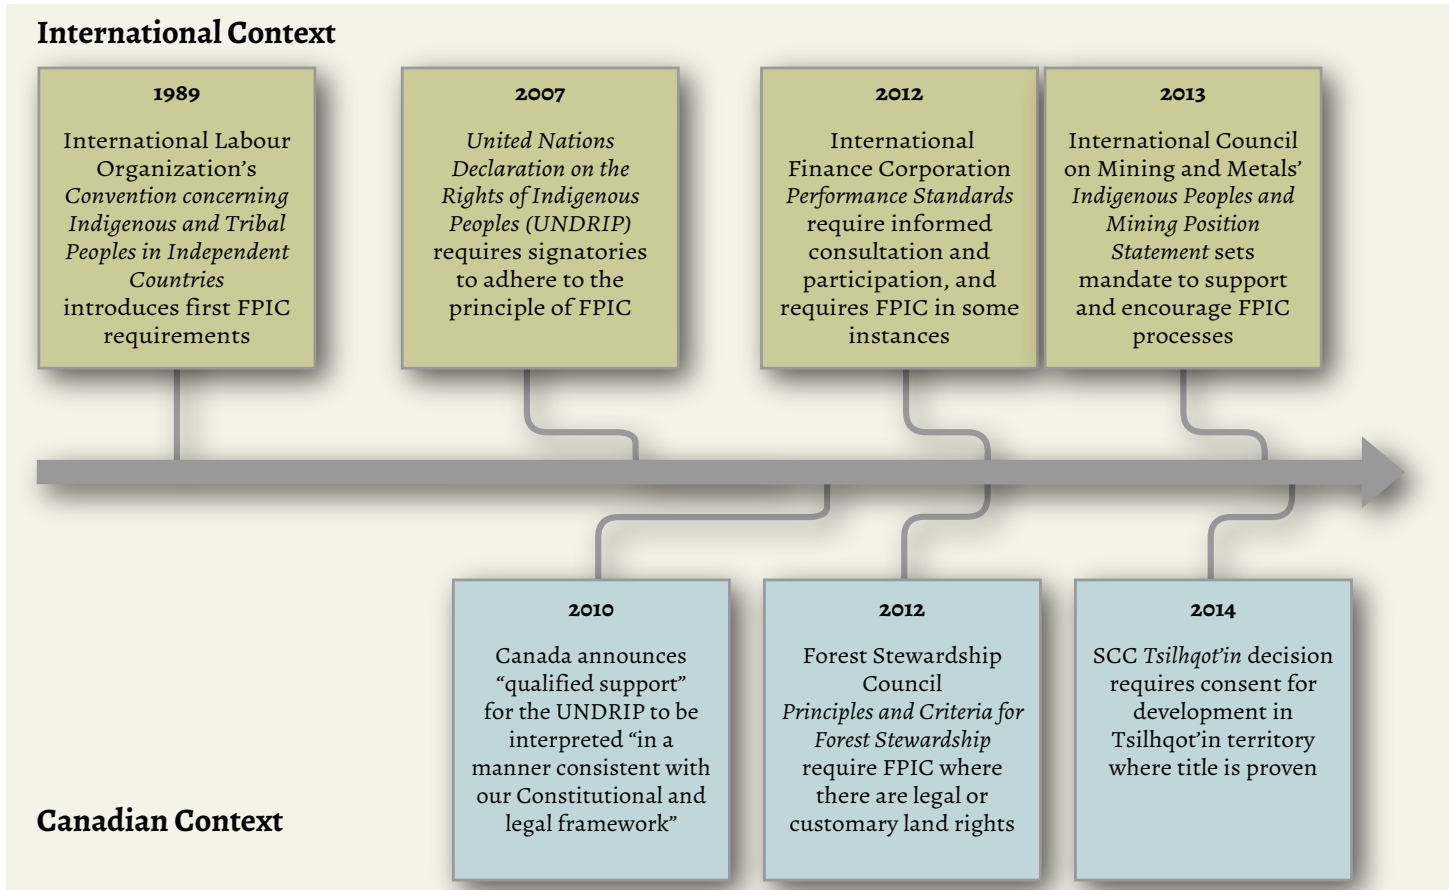 International Context
1989
International Labour
Organization’s
Convention concerning
Indigenous and Tribal
Peoples in Independent
Countries
introduces first FPIC
requirements
2007
United Nations
Declaration on the
Rights of Indigenous
Peoples (UNDRIP)
requires signatories
to adhere to the
principle of FPIC
2012
International
Finance Corporation
Performance Standards
require informed
consultation and
participation, and
requires FPIC in some
instances
2013
International Council
on Mining and Metals’
Indigenous Peoples and
Mining Position
Statement sets
mandate to support
and encourage FPIC
processes
2010
Canada announces
“qualified support”
for the UNDRIP to be
interpreted “in a
manner consistent with
our Constitutional and
legal framework”
2012
Forest Stewardship
Council
Principles and Criteria for
Forest Stewardship
require FPIC where
there are legal or
customary land rights
2014
SCC Tsilhqot’in decision
requires consent for
development in
Tsilhqot’in territory
where title is proven
Canadian Context